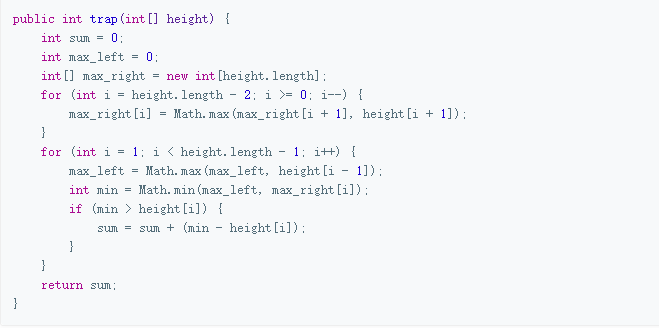 public int trap(int[] height) {
    int sum = 0;
    int max_left = 0;
    int[] max_right = new int[height.length];
    for (int i = height.length - 2; i >= 0; i--) {
        max_right[i] = Math.max(max_right[i + 1], height[i + 1]);
    }
    for (int i = 1; i < height.length - 1; i++) {
        max_left = Math.max(max_left, height[i - 1]);
        int min = Math.min(max_left, max_right[i]);
        if (min > height[i]) {
            sum = sum + (min - height[i]);
        }
    }
    return sum;
}